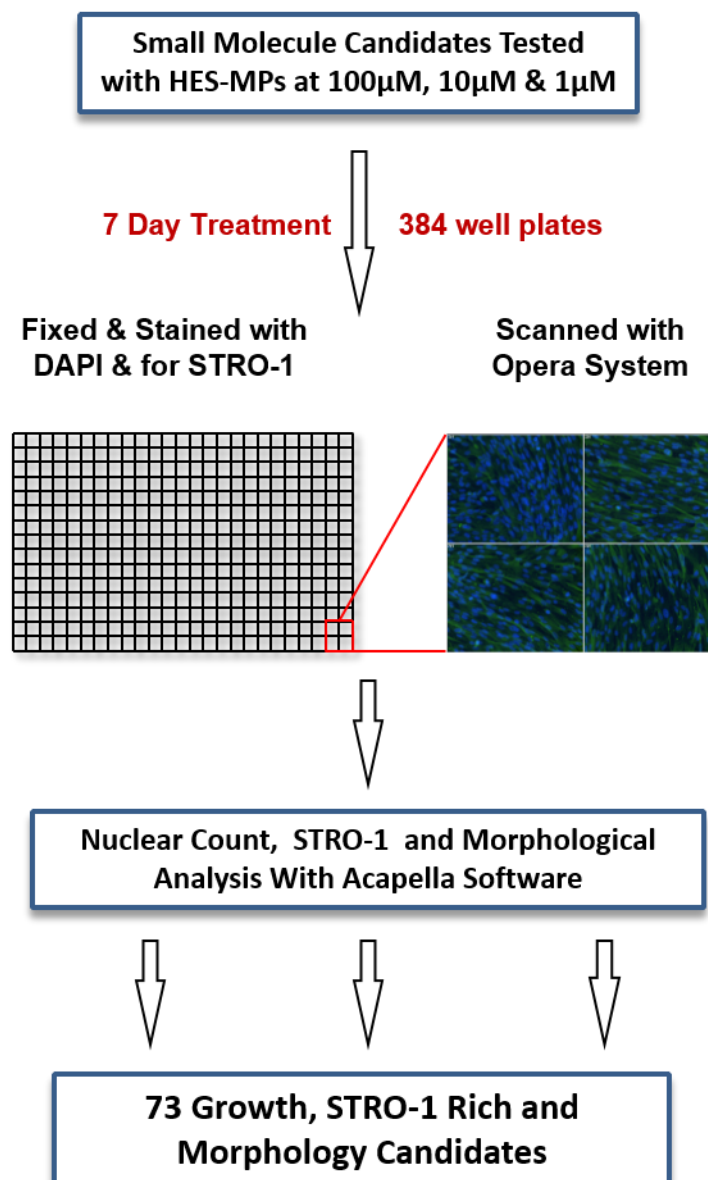 Small Molecule Candidates Tested
with HES-MPs at 100μM, 10μM & 1μM
7 Day Treatment
384 well plates
Fixed & Stained with
DAPI & for STRO-1
Scanned with
Opera System
Nuclear Count, STRO-1 and Morphological
Analysis With Acapella Software
73 Growth, STRO-1 Rich and
Morphology Candidates